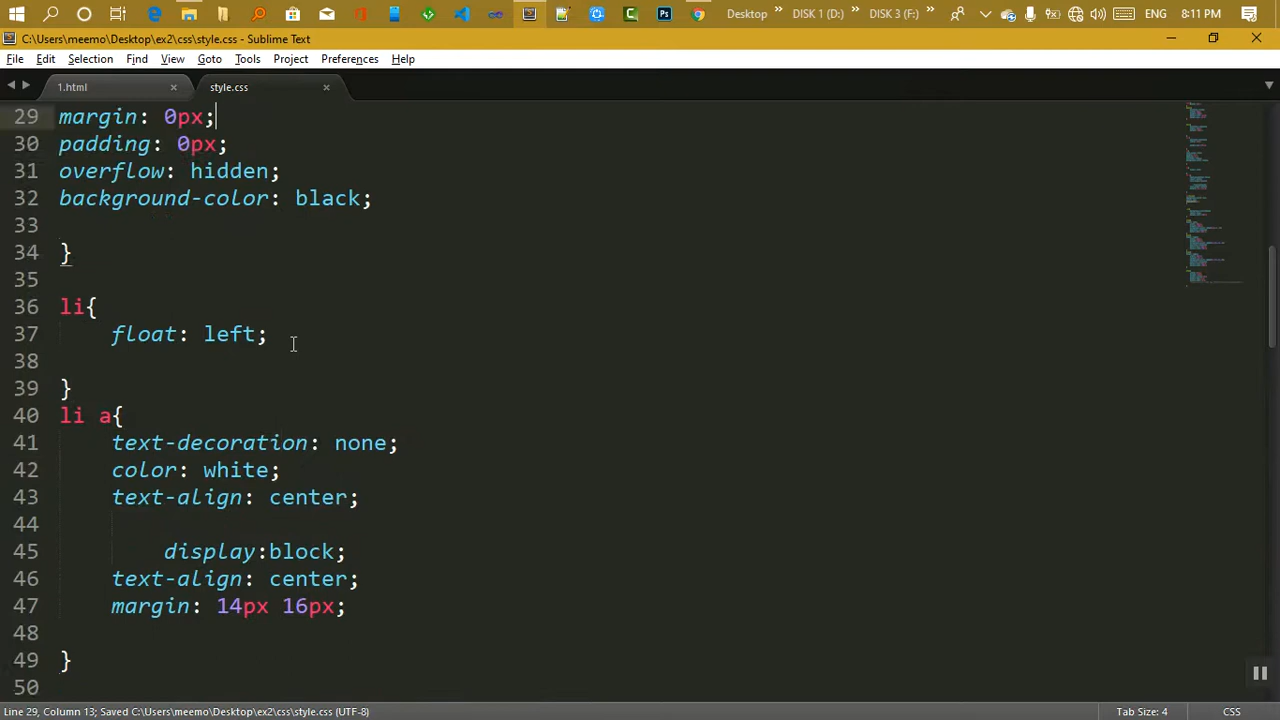 Desktop
DISK 1 (D:)
DISK 3 (F:)
ENG
8:11 PM
C:\Users\meemo\Desktop\ex2\css\style.css - Sublime Text
File Edit Selection Find View Goto Tools Project Preferences Help
1.html
style.css
29 margin: 0px;
30 padding: 0px;
31 overflow: hidden;
32 background-color: black;
33
34 }
35
36 li{
37 float: left;
38
39 }
40 li a{
41 text-decoration: none;
42 color: white;
43 text-align: center;
44
45 display:block;
46 text-align: center;
47 margin: 14px 16px;
48
49 }
50
Line 29, Column 13; Saved C:\Users\meemo\Desktop\ex2\css\style.css (UTF-8)
Tab Size: 4
CSS